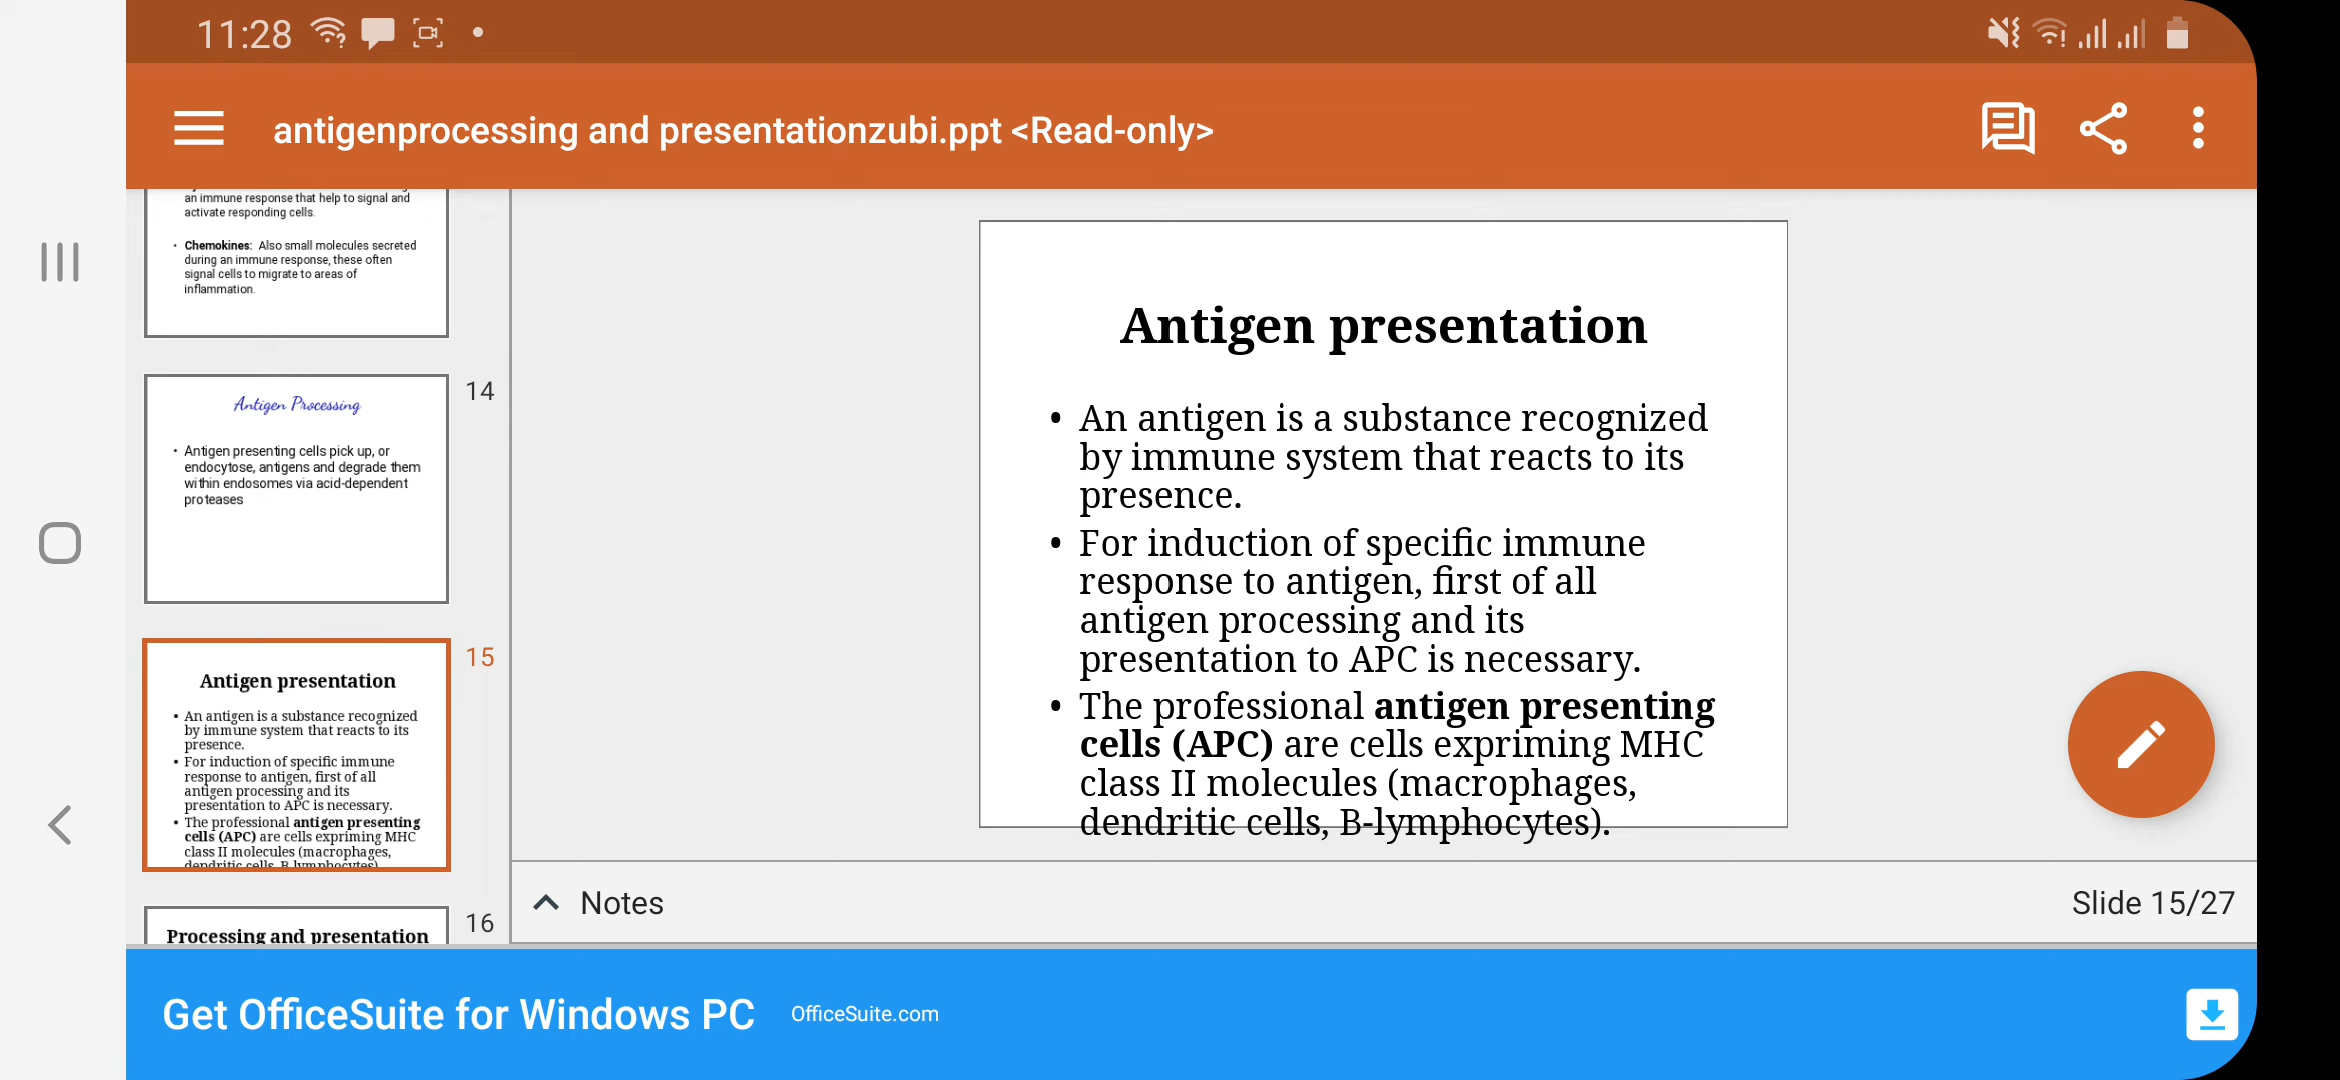 11:28
antigenprocessing and presentationzubi.ppt <Read-only>
an immune response that help to signal and
activate responding cells.
• Chemokines: Also small molecules secreted
during an immune response, these often
signal cells to migrate to areas of
inflammation.
14
Antigen Processing
• Antigen presenting cells pick up, or
endocytose, antigens and degrade them
within endosomes via acid-dependent
proteases
15
Antigen presentation
• An antigen is a substance recognized
by immune system that reacts to its
presence.
• For induction of specific immune
response to antigen, first of all
antigen processing and its
presentation to APC is necessary.
• The professional antigen presenting
cells (APC) are cells expriming MHC
class II molecules (macrophages,
dendritic cells, B-lymphocytes).
16
Processing and presentation
Antigen presentation
• An antigen is a substance recognized
by immune system that reacts to its
presence.
• For induction of specific immune
response to antigen, first of all
antigen processing and its
presentation to APC is necessary.
• The professional antigen presenting
cells (APC) are cells expriming MHC
class II molecules (macrophages,
dendritic cells, B-lymphocytes).
Notes
Slide 15/27
Get OfficeSuite for Windows PC
OfficeSuite.com